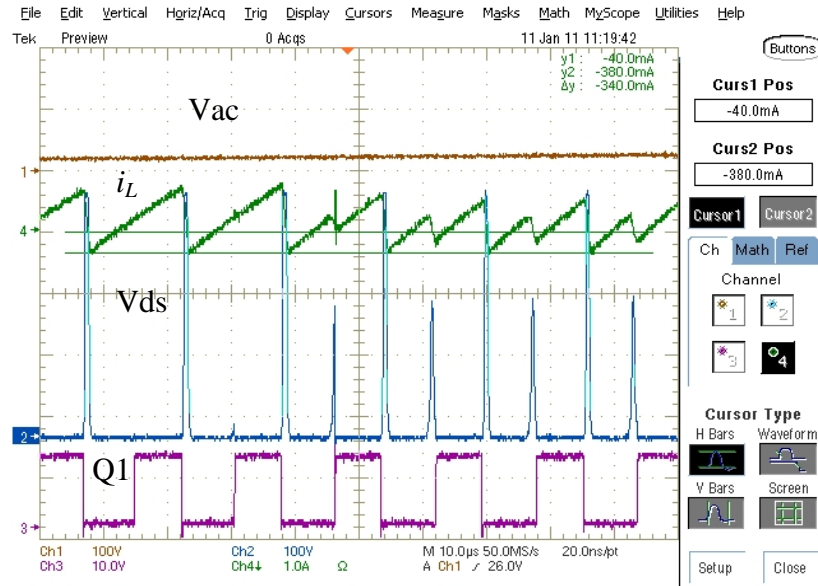 File Edit Vertical Horiz/Acq Trig Display Cursors Measure Masks Math MyScope Utilities Help
Tek Preview 0 Acqs 11 Jan 11 11:19:42
Buttons
y1 : -40.0mA
y2 : -380.0mA
Δy : -340.0mA
Curs1 Pos
-40.0mA
Curs2 Pos
-380.0mA
Cursor1 Cursor2
Ch Math Ref
Channel
1 2
3 4
Cursor Type
H Bars Waveform
V Bars Screen
Setup Close
Vac
1
iL
4
Vds
2
Q1
3
Ch1 100V Ch2 100V M 10.0µs 50.0MS/s 20.0ns/pt
Ch3 10.0V Ch4↓ 1.0A Ω A Ch1 ∕ 26.0V